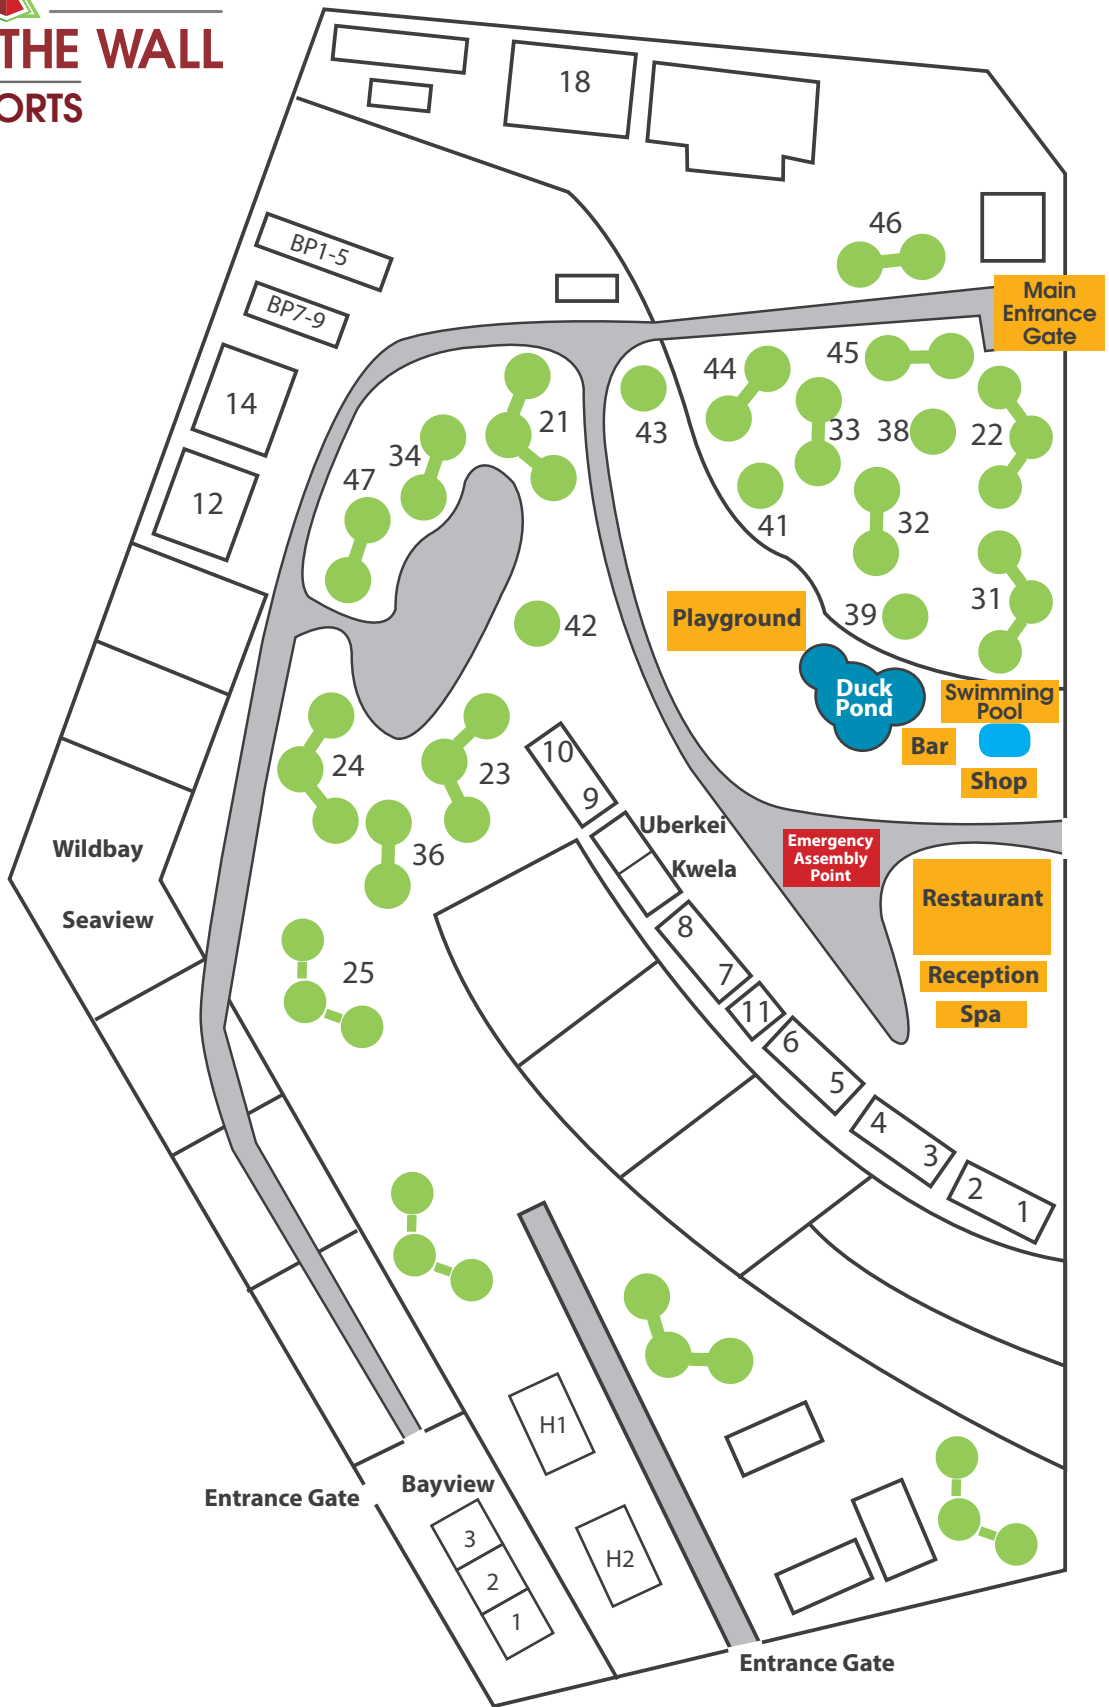 THE WALL
ORTS
18
BP1-5
46
BP7-9
Main
Entrance
Gate
14
44
45
21
43
33
38
22
34
47
12
41
32
31
39
42
Playground
Duck
Pond
Swimming
Pool
Bar
Shop
24
23
10
9
36
Uberkei
Kwela
Emergency
Assembly
Point
Wildbay
Seaview
Restaurant
Reception
Spa
25
8
7
11
6
5
4
3
2
1
H1
Bayview
Entrance Gate
3
2
1
H2
Entrance Gate